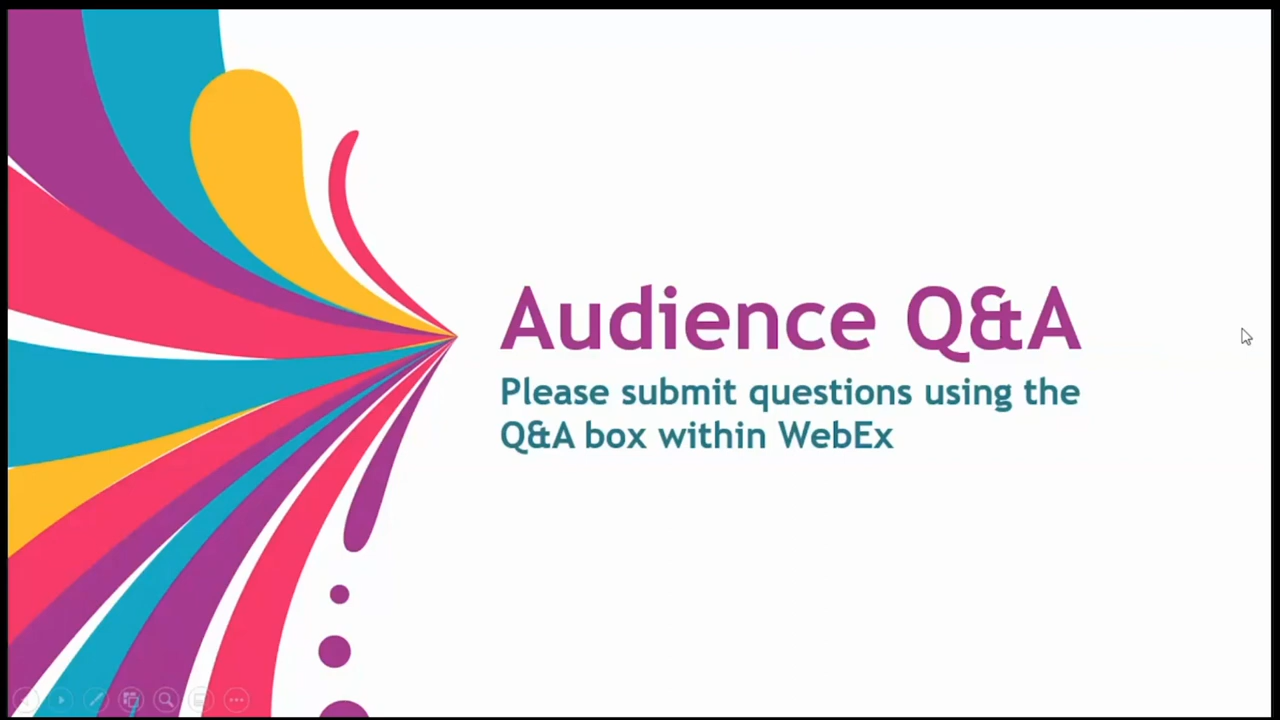 Audience Q&A
Please submit questions using the
Q&A box within WebEx